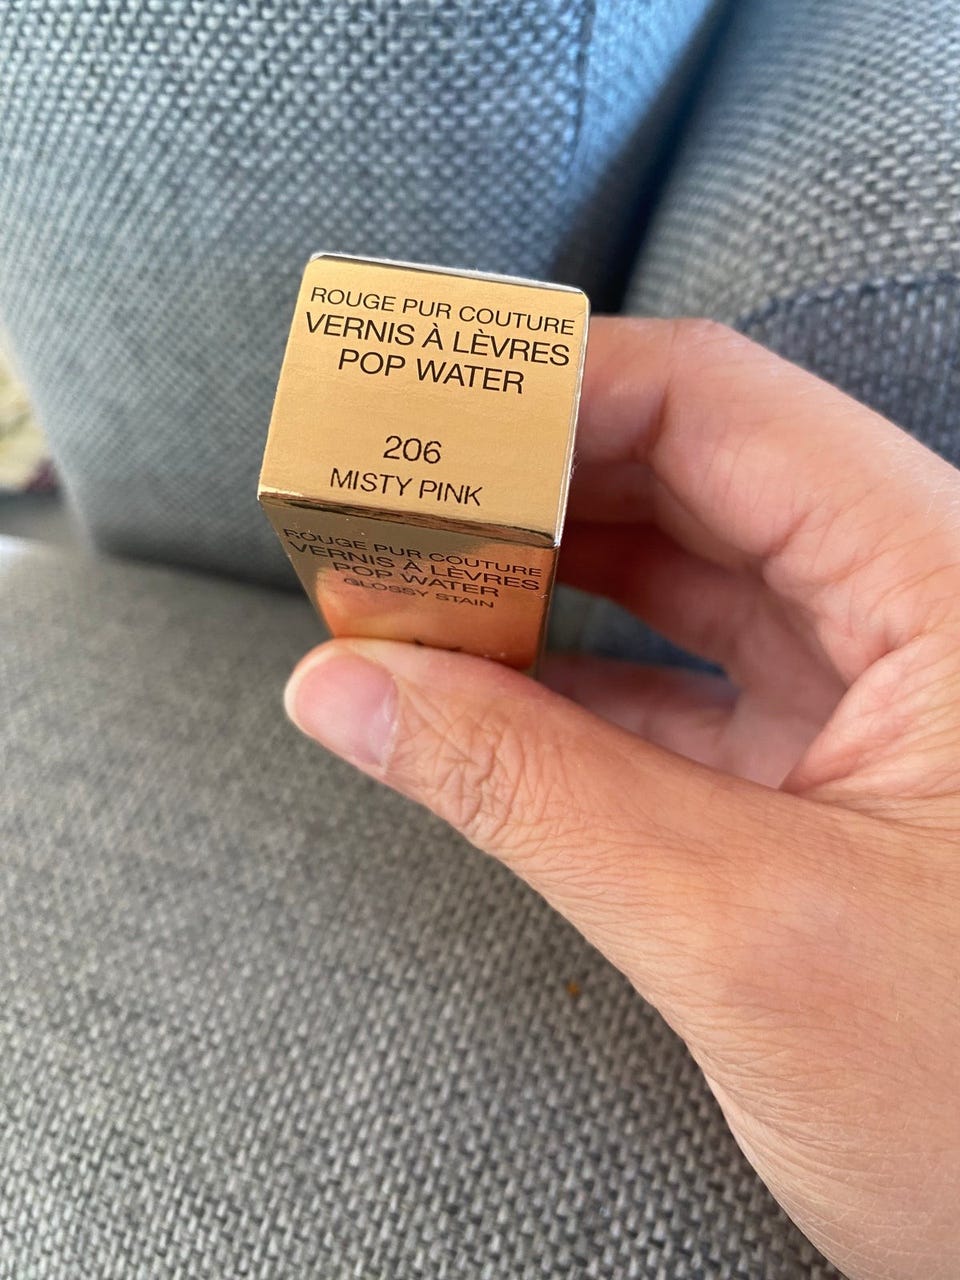 ROUGE PUR COUTURE
VERNIS À LÈVRES
POP WATER
206
MISTY PINK
ROUGE PUR COUTURE
VERNIS À LÈVRES
POP WATER
GLOSSY STAIN